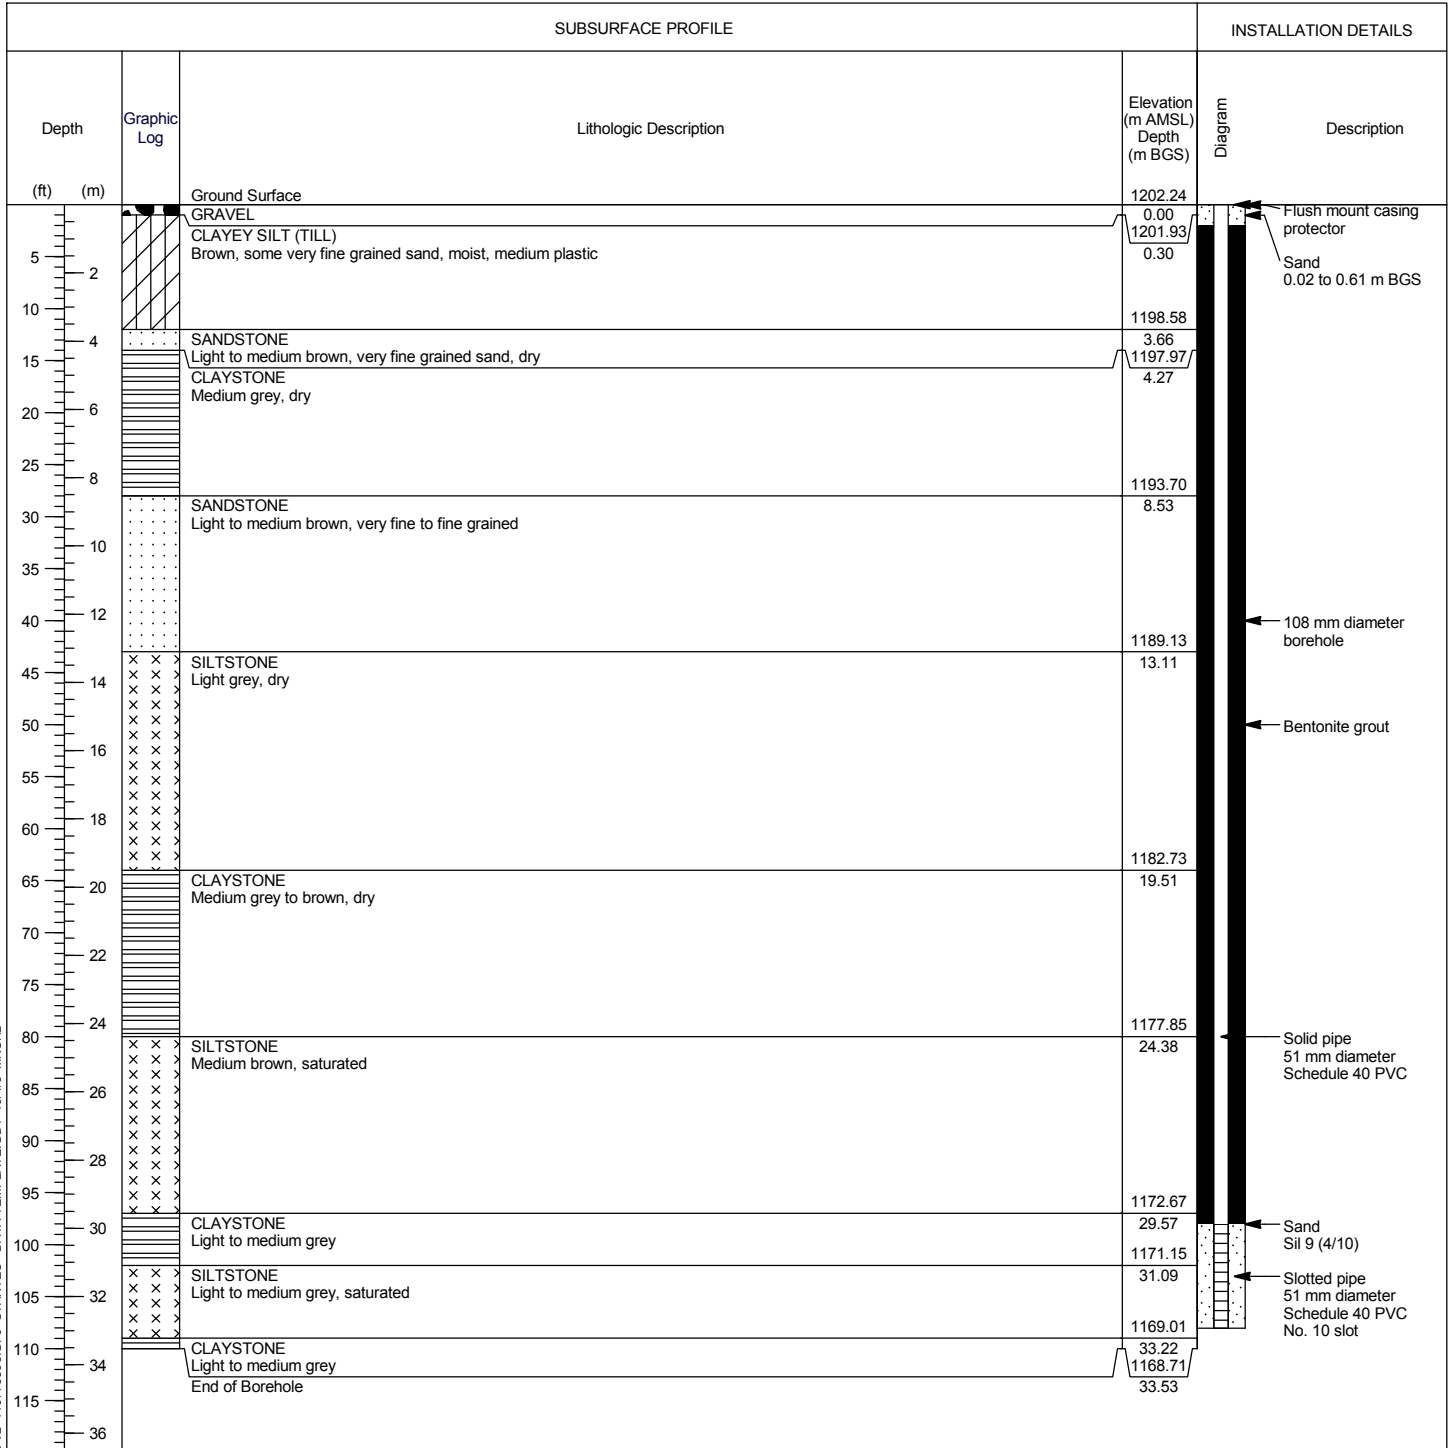 SUBSURFACE PROFILE
INSTALLATION DETAILS
Depth
Graphic
Log
Lithologic Description
Elevation
(m AMSL)
Depth
(m BGS)
Diagram
Description
(ft) (m)
Ground Surface
1202.24
GRAVEL
0.00
CLAYEY SILT (TILL)
1201.93
Brown, some very fine grained sand, moist, medium plastic
0.30
1198.58
SANDSTONE
3.66
Light to medium brown, very fine grained sand, dry
1197.97
CLAYSTONE
4.27
Medium grey, dry
1193.70
SANDSTONE
8.53
Light to medium brown, very fine to fine grained
1189.13
SILTSTONE
13.11
Light grey, dry
1182.73
CLAYSTONE
19.51
Medium grey to brown, dry
1177.85
SILTSTONE
24.38
Medium brown, saturated
1172.67
CLAYSTONE
29.57
Light to medium grey
1171.15
SILTSTONE
31.09
Light to medium grey, saturated
1169.01
CLAYSTONE
33.22
Light to medium grey
1168.71
End of Borehole
33.53
Flush mount casing
protector
Sand
0.02 to 0.61 m BGS
108 mm diameter
borehole
Bentonite grout
Solid pipe
51 mm diameter
Schedule 40 PVC
Sand
Sil 9 (4/10)
Slotted pipe
51 mm diameter
Schedule 40 PVC
No. 10 slot
5
10
15
20
25
30
35
40
45
50
55
60
65
70
75
80
85
90
95
100
105
110
115
2
4
6
8
10
12
14
16
18
20
22
24
26
28
30
32
34
36